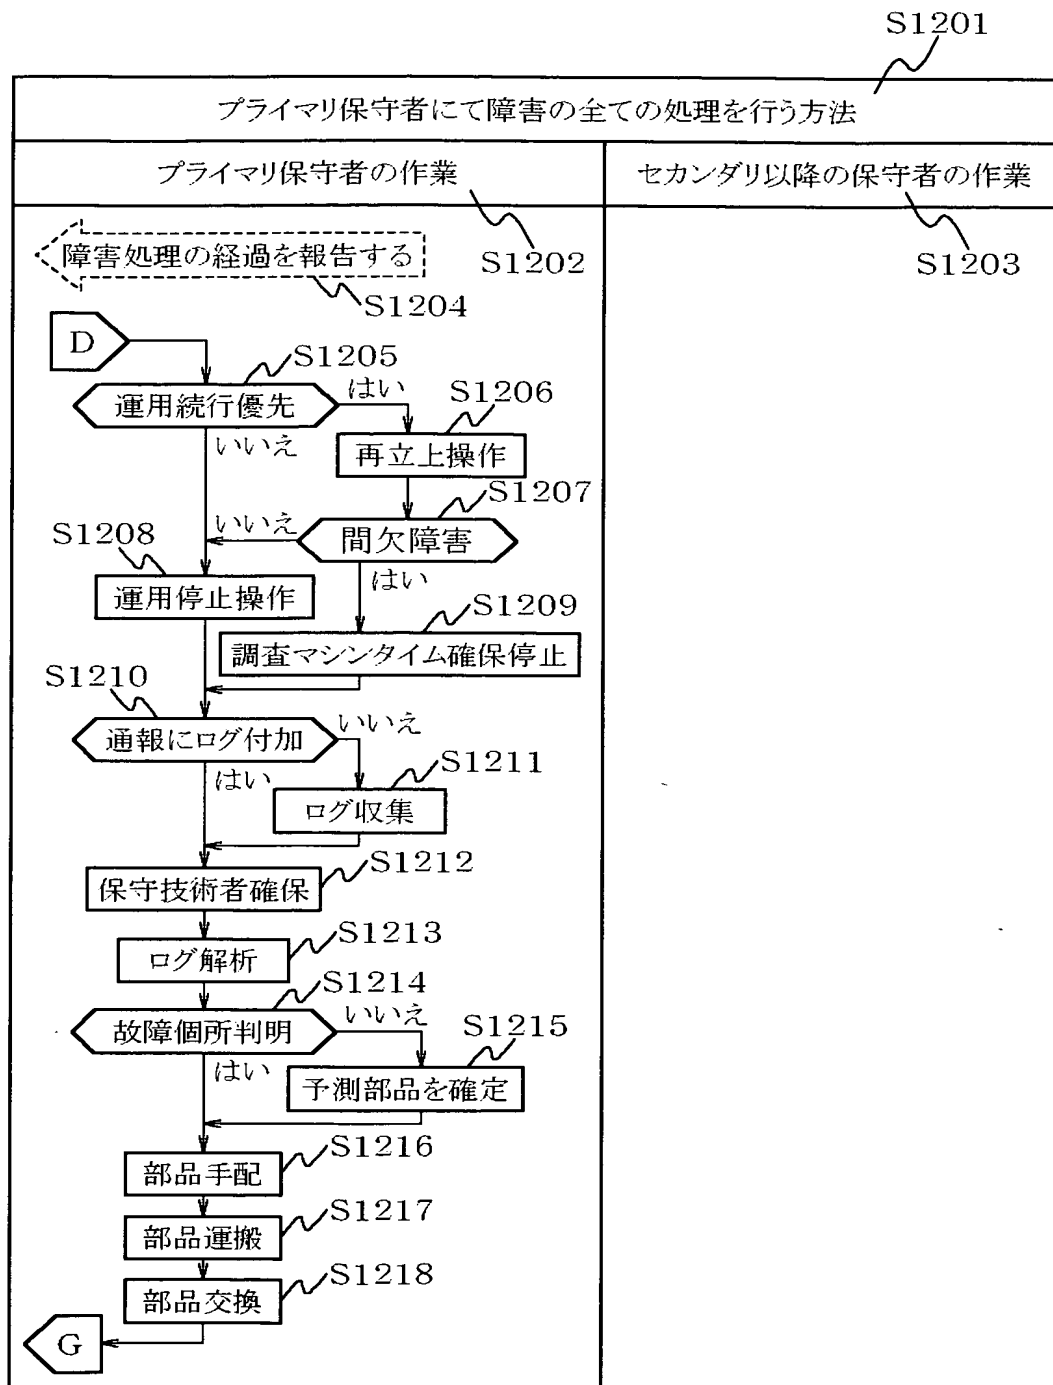 S1201
プライマリ保守者にて障害の全ての処理を行う方法
プライマリ保守者の作業
セカンダリ以降の保守者の作業
S1202
S1203
障害処理の経過を報告する
S1204
D
S1205
運用続行優先
はい
いいえ
S1206
再立上操作
S1207
間欠障害
いいえ
はい
S1208
運用停止操作
S1209
調査マシンタイム確保停止
S1210
通報にログ付加
いいえ
はい
S1211
ログ収集
S1212
保守技術者確保
S1213
ログ解析
S1214
故障個所判明
いいえ
はい
S1215
予測部品を確定
S1216
部品手配
S1217
部品運搬
S1218
部品交換
G